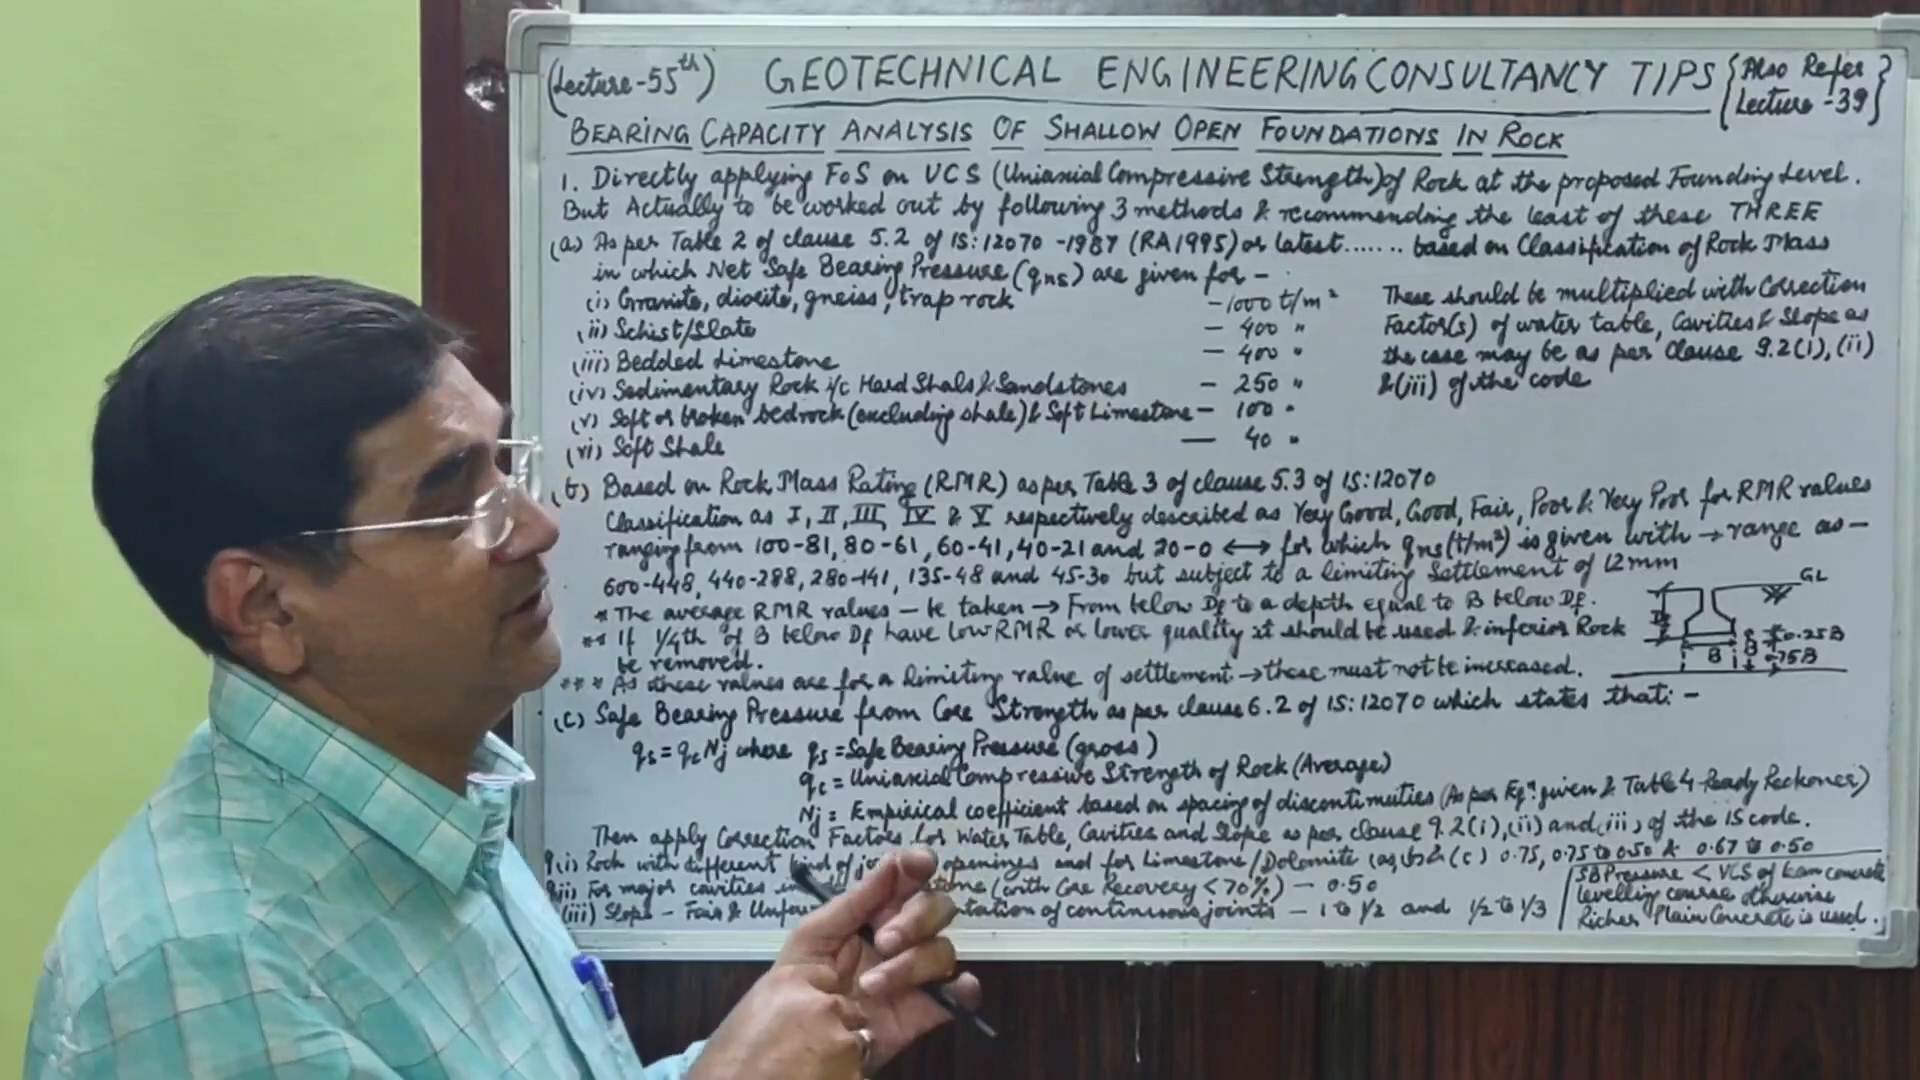 (Lecture-55th) GEOTECHNICAL ENGINEERING CONSULTANCY TIPS {Also Refer Lecture-39}
BEARING CAPACITY ANALYSIS OF SHALLOW OPEN FOUNDATIONS IN ROCK
1. Directly applying FoS on UCS (Uniaxial Compressive Strength) of Rock at the proposed Founding Level.
But Actually to be worked out by following 3 methods & recommending the least of these THREE
(a) As per Table 2 of clause 5.2 of IS:12070-1987 (RA1995) or latest....... based on Classification of Rock Mass
in which Net Safe Bearing Pressure (qns) are given for -
(i) Granite, diorite, gneiss, trap rock - 1000 t/m²
(ii) Schist/Slate - 400 "
(iii) Bedded Limestone - 400 "
(iv) Sedimentary Rock i/c Hard Shals & Sandstones - 250 "
(v) Soft or broken bedrock (excluding shale) & Soft Limestone - 100 "
(vi) Soft Shale - 40 "
These should be multiplied with Correction
Factor(s) of water table, Cavities & Slope as
the case may be as per Clause 9.2(i), (ii)
&(iii) of the code
(b) Based on Rock Mass Rating (RMR) as per Table 3 of clause 5.3 of IS:12070
Classification as I, II, III, IV & V respectively described as Very Good, Good, Fair, Poor & Very Poor for RMR values
ranging from 100-81, 80-61, 60-41, 40-21 and 20-0 ↔ for which qns (t/m²) is given with → range as -
600-448, 440-288, 280-141, 135-48 and 45-30 but subject to a limiting Settlement of 12mm
* The average RMR values - be taken → From below Df to a depth equal to B below Df.
** If 1/4th of B below Df have low RMR or lower quality it should be used & inferior Rock
be removed.
*** As these values are for a limiting value of settlement → these must not be increased.
GL
Df
B
B
0.25B
.75B
(c) Safe Bearing Pressure from Core Strength as per clause 6.2 of IS:12070 which states that: -
qs = qc Nj where qs = Safe Bearing Pressure (gross)
qc = Uniaxial Compressive Strength of Rock (Average)
Nj = Empirical coefficient based on spacing of discontinuities (As per Eqn given & Table 4 Ready Reckoner)
Then apply Correction Factors for Water Table, Cavities and Slope as per clause 9.2(i), (ii) and iii, of the IS code.
9.(i) Rock with different kind of openings and for Limestone/Dolomite (a), b) & (c) 0.75, 0.75 to 0.50 & 0.67 to 0.50
(ii) For major cavities in (with Core Recovery <70%) - 0.50
(iii) Slope - Fair & of continuous joints - 1 to 1/2 and 1/2 to 1/3
SB Pressure < UCS of Lean concrete
levelling course otherwise
Richer Plain Concrete is used.